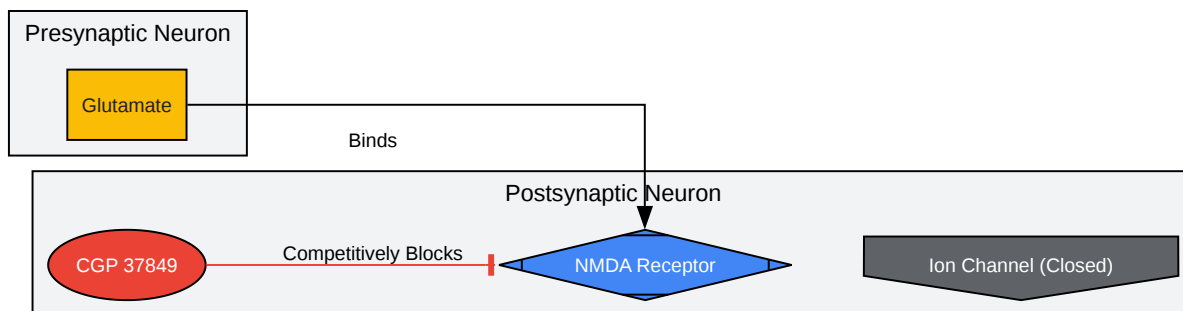 Presynaptic Neuron
Glutamate
Binds
Postsynaptic Neuron
CGP 37849
Competitively Blocks
NMDA Receptor
Ion Channel (Closed)